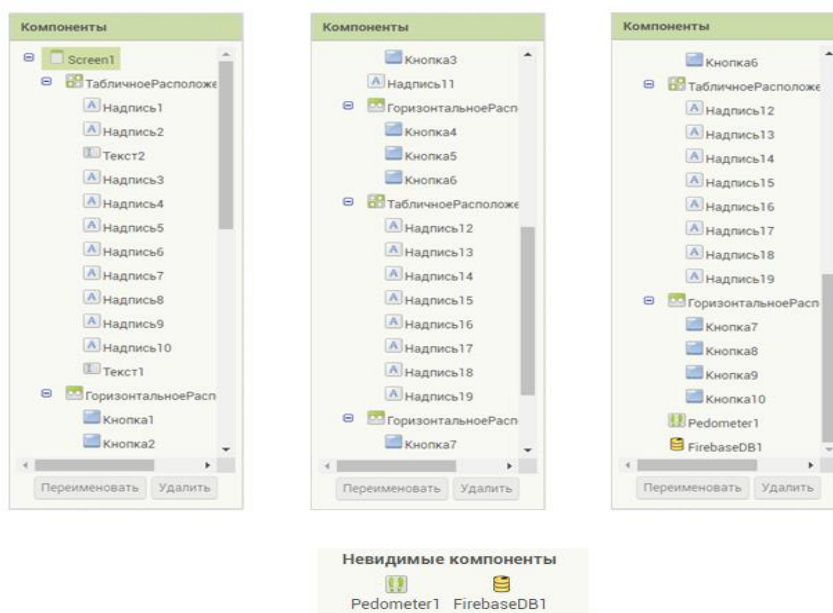 Компоненты
Screen1
ТабличноеРасположе
Надпись1
Надпись2
Текст2
Надпись3
Надпись4
Надпись5
Надпись6
Надпись7
Надпись8
Надпись9
Надпись10
Текст1
ГоризонтальноеРасп
Кнопка1
Кнопка2
Переименовать Удалить
Компоненты
Кнопка3
Надпись11
ГоризонтальноеРасп
Кнопка4
Кнопка5
Кнопка6
ТабличноеРасположе
Надпись12
Надпись13
Надпись14
Надпись15
Надпись16
Надпись17
Надпись18
Надпись19
ГоризонтальноеРасп
Кнопка7
Переименовать Удалить
Компоненты
Кнопка6
ТабличноеРасположе
Надпись12
Надпись13
Надпись14
Надпись15
Надпись16
Надпись17
Надпись18
Надпись19
ГоризонтальноеРасп
Кнопка7
Кнопка8
Кнопка9
Кнопка10
Pedometer1
FirebaseDB1
Переименовать Удалить
Невидимые компоненты
Pedometer1 FirebaseDB1